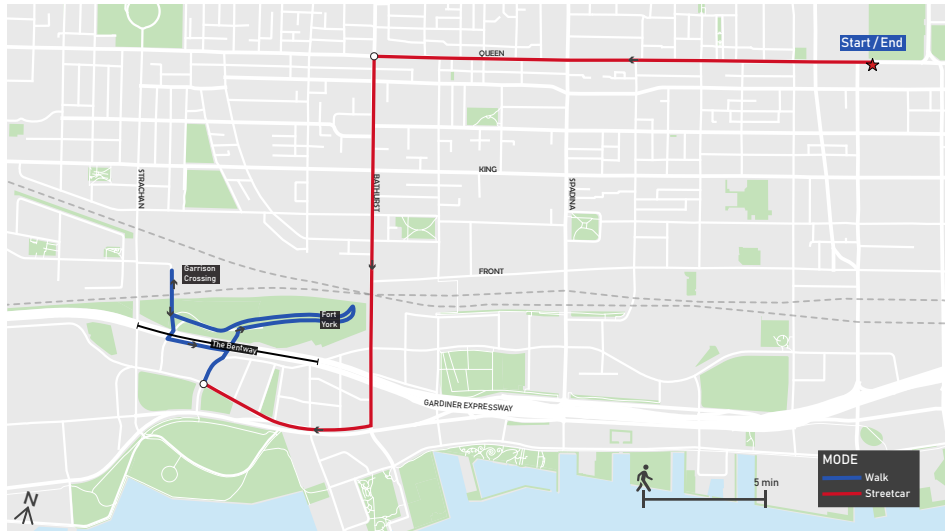 Start / End
QUEEN
STRACHAN
BATHURST
KING
SPADINA
Garrison
Crossing
FRONT
Fort
York
The Bentway
GARDINER EXPRESSWAY
N
5 min
MODE
Walk
Streetcar